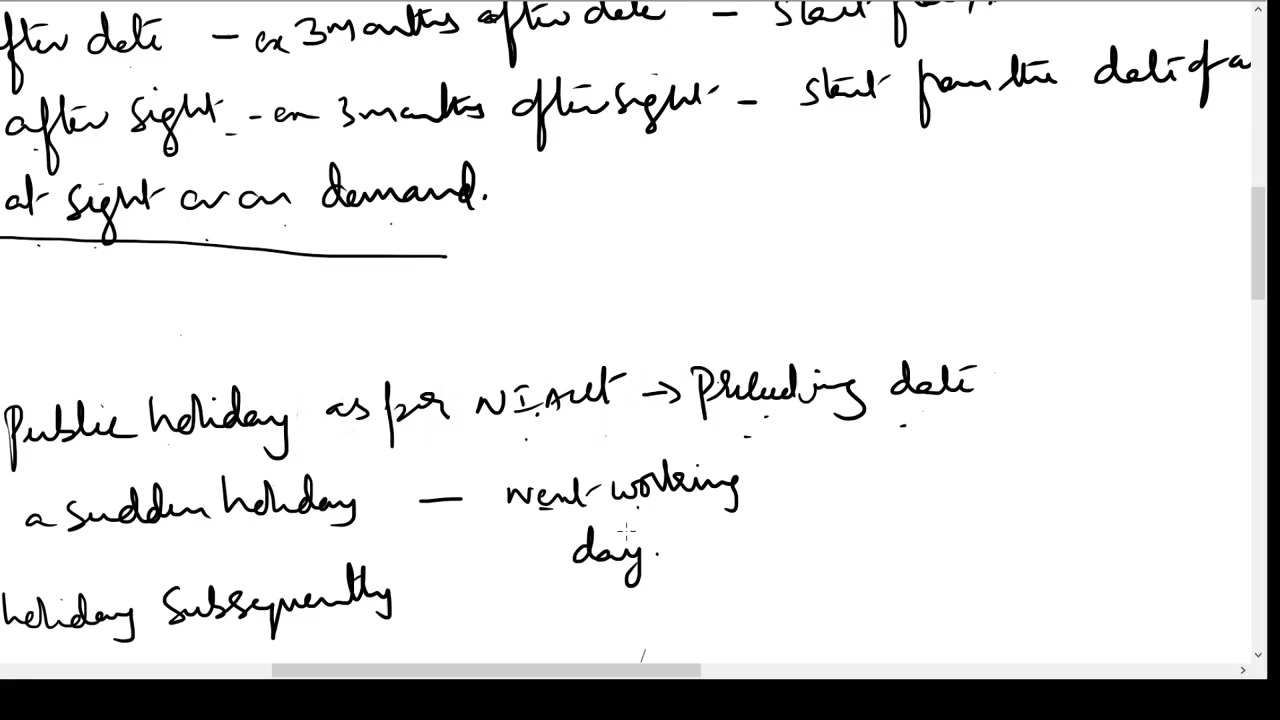 after date - ex 3 months after date - start
after sight - ex 3 months after sight - start from the date of a
at sight or on demand.
Public holiday as per N.I. Act → Preceding date
a sudden holiday - next working
day.
holiday subsequently